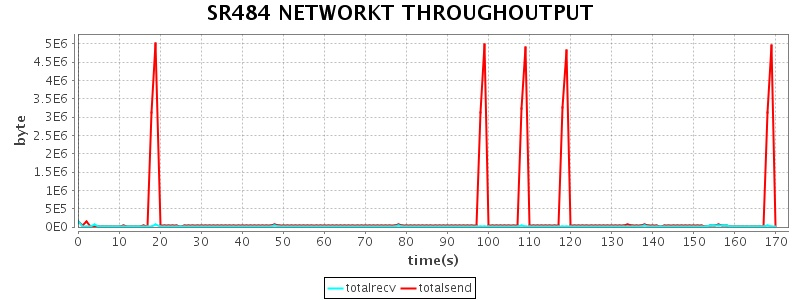 SR484 NETWORKT THROUGHOUTPUT
5E6
4.5E6
4E6
3.5E6
3E6
2.5E6
2E6
1.5E6
1E6
5E5
0E0
byte
0 10 20 30 40 50 60 70 80 90 100 110 120 130 140 150 160 170
time(s)
totalrecv totalsend